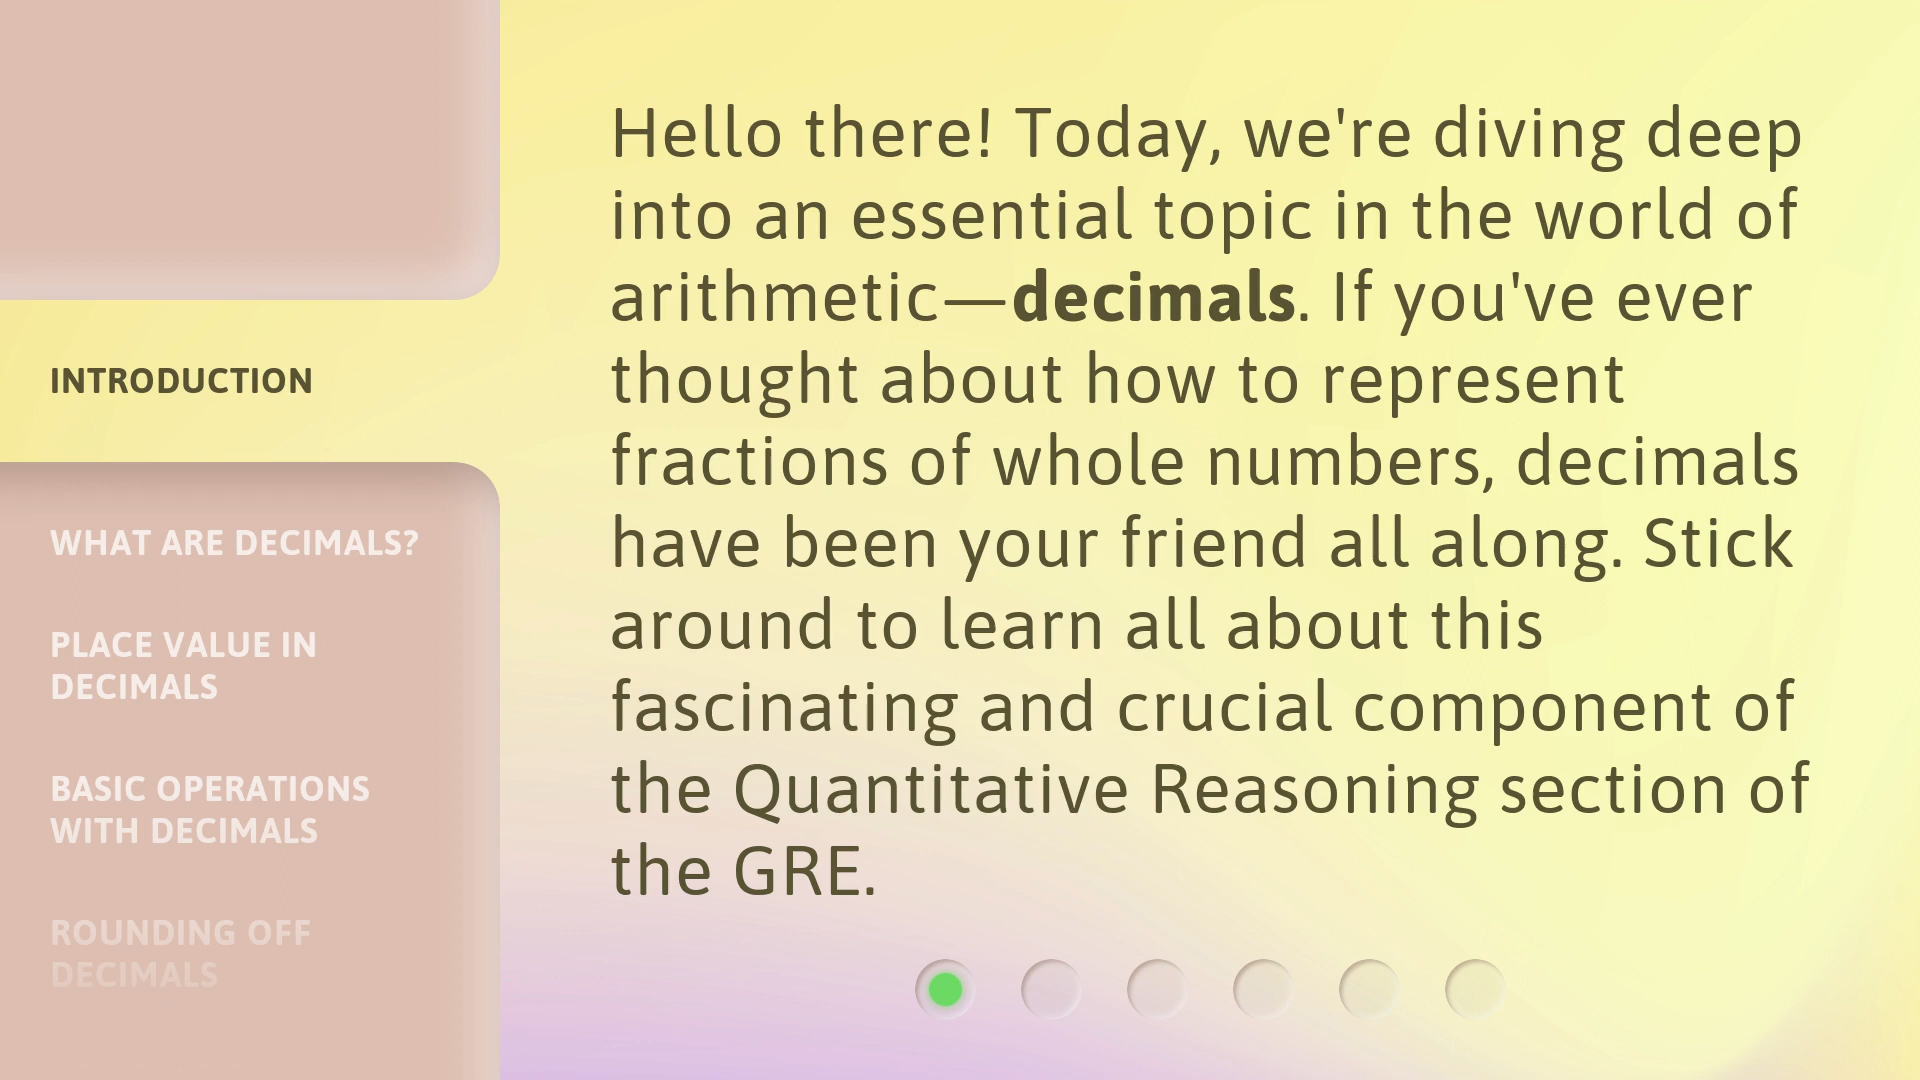 INTRODUCTION
WHAT ARE DECIMALS?
PLACE VALUE IN
DECIMALS
BASIC OPERATIONS
WITH DECIMALS
ROUNDING OFF
DECIMALS
Hello there! Today, we're diving deep
into an essential topic in the world of
arithmetic—decimals. If you've ever
thought about how to represent
fractions of whole numbers, decimals
have been your friend all along. Stick
around to learn all about this
fascinating and crucial component of
the Quantitative Reasoning section of
the GRE.